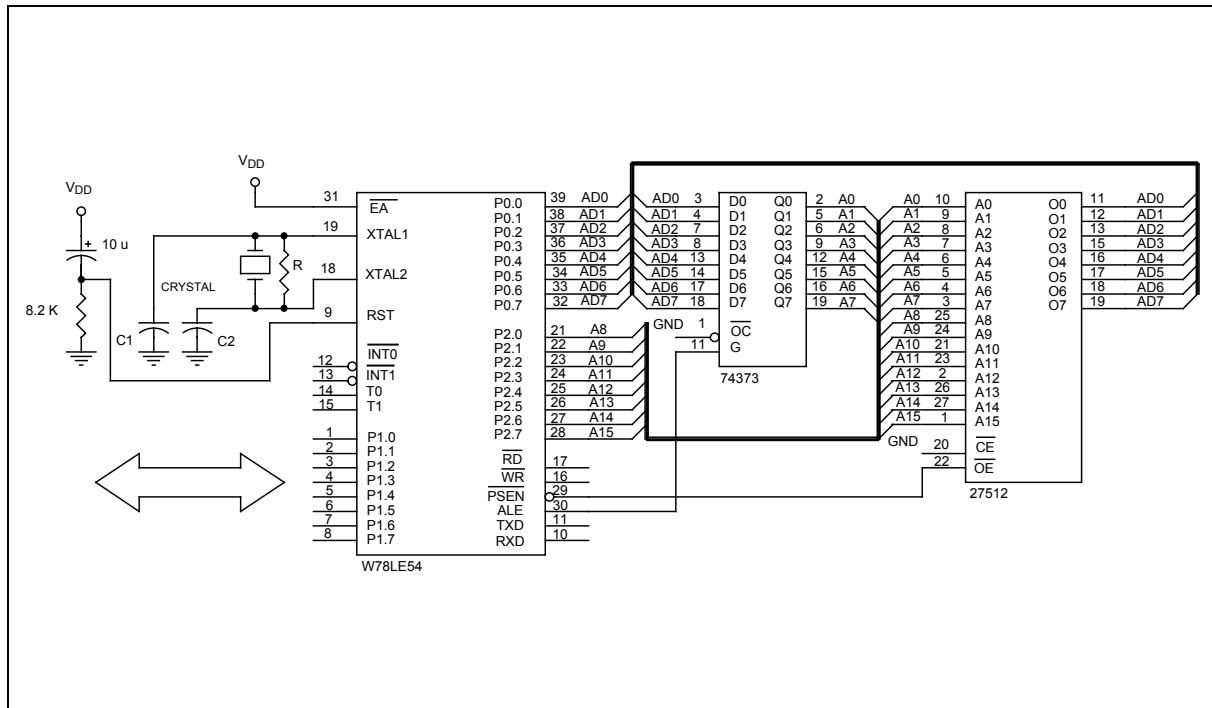 VDD
10 u
8.2 K
VDD
C1
CRYSTAL
C2
R
31 EA
19 XTAL1
18 XTAL2
9 RST
12 INT0
13 INT1
14 T0
15 T1
1 P1.0
2 P1.1
3 P1.2
4 P1.3
5 P1.4
6 P1.5
7 P1.6
8 P1.7
P0.0 39 AD0
P0.1 38 AD1
P0.2 37 AD2
P0.3 36 AD3
P0.4 35 AD4
P0.5 34 AD5
P0.6 33 AD6
P0.7 32 AD7
P2.0 21 A8
P2.1 22 A9
P2.2 23 A10
P2.3 24 A11
P2.4 25 A12
P2.5 26 A13
P2.6 27 A14
P2.7 28 A15
RD 17
WR 16
PSEN 29
ALE 30
TXD 11
RXD 10
W78LE54
AD0 3 D0 Q0 2 A0
AD1 4 D1 Q1 5 A1
AD2 7 D2 Q2 6 A2
AD3 8 D3 Q3 9 A3
AD4 13 D4 Q4 12 A4
AD5 14 D5 Q5 15 A5
AD6 17 D6 Q6 16 A6
AD7 18 D7 Q7 19 A7
GND 1 OC
11 G
74373
A0 10 A0 O0 11 AD0
A1 9 A1 O1 12 AD1
A2 8 A2 O2 13 AD2
A3 7 A3 O3 15 AD3
A4 6 A4 O4 16 AD4
A5 5 A5 O5 17 AD5
A6 4 A6 O6 18 AD6
A7 3 A7 O7 19 AD7
A8 25 A8
A9 24 A9
A10 21 A10
A11 23 A11
A12 2 A12
A13 26 A13
A14 27 A14
A15 1 A15
GND 20 CE
22 OE
27512